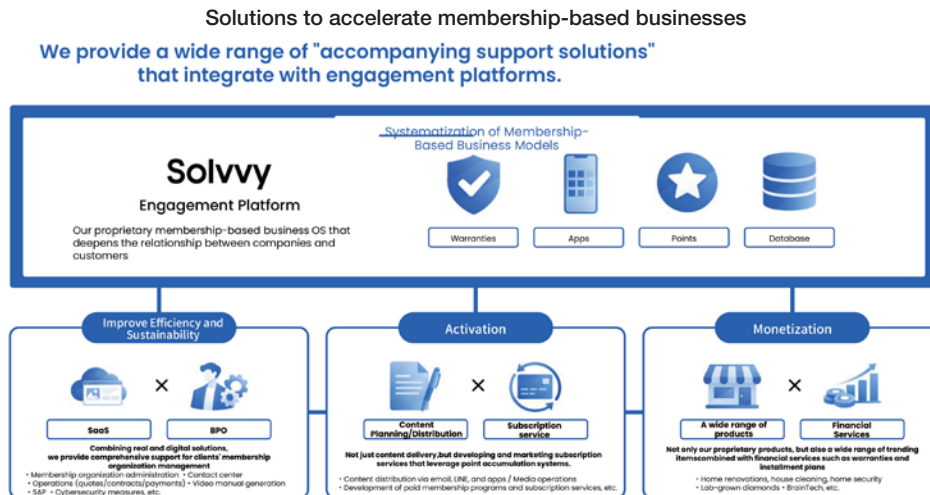 Solutions to accelerate membership-based businesses
We provide a wide range of "accompanying support solutions"
that integrate with engagement platforms.
Systematization of Membership-
Based Business Models
Solvvy
Engagement Platform
Our proprietary membership-based business OS that
deepens the relationship between companies and
customers
Warranties
Apps
Points
Database
Improve Efficiency and
Sustainability
SaaS
×
BPO
Combining real and digital solutions,
we provide comprehensive support for clients' membership
organization management
・Membership organization administration ・Contact center
・Operations (quotes/contracts/payments) ・Video manual generation
・SAP ・Cybersecurity measures, etc.
Activation
Content
Planning/Distribution
×
Subscription
service
Not just content delivery,but developing and marketing subscription
services that leverage point accumulation systems.
・Content distribution via email, LINE, and apps / Media operations
・Development of paid membership programs and subscription services, etc.
Monetization
A wide range of
products
×
Financial
Services
Not only our proprietary products, but also a wide range of trending
itemscombined with financial services such as warranties and
installment plans
・Home renovations, house cleaning, home security
・Lab-grown diamonds・BrainTech, etc.